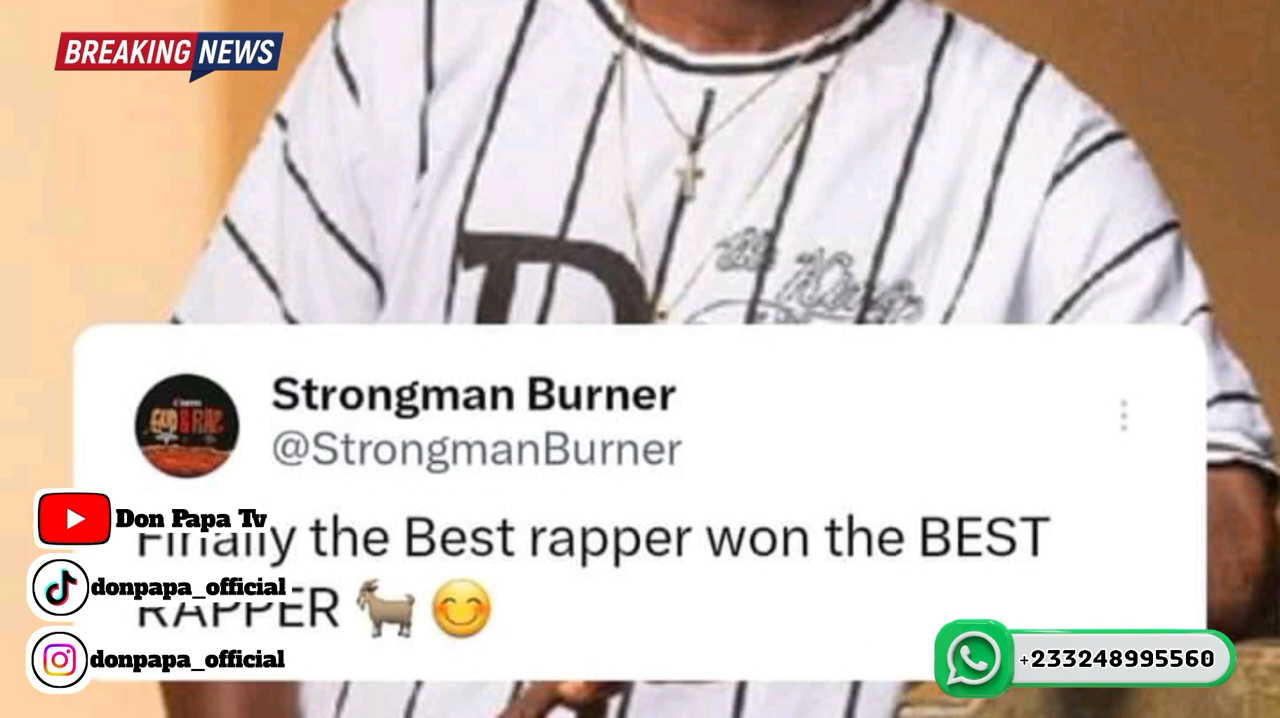 BREAKING NEWS
Strongman Burner
@StrongmanBurner
Finally the Best rapper won the BEST
RAPPER 🐐 😊
Don Papa Tv
donpapa_official
donpapa_official
+233248995560